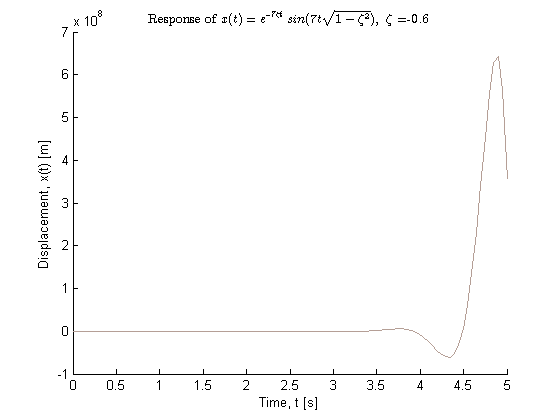 Response of x(t) = e^-7ζt sin(7t√1 − ζ²), ζ =-0.6
x 10^8
7
6
5
4
3
2
1
0
-1
Displacement, x(t) [m]
0 0.5 1 1.5 2 2.5 3 3.5 4 4.5 5
Time, t [s]